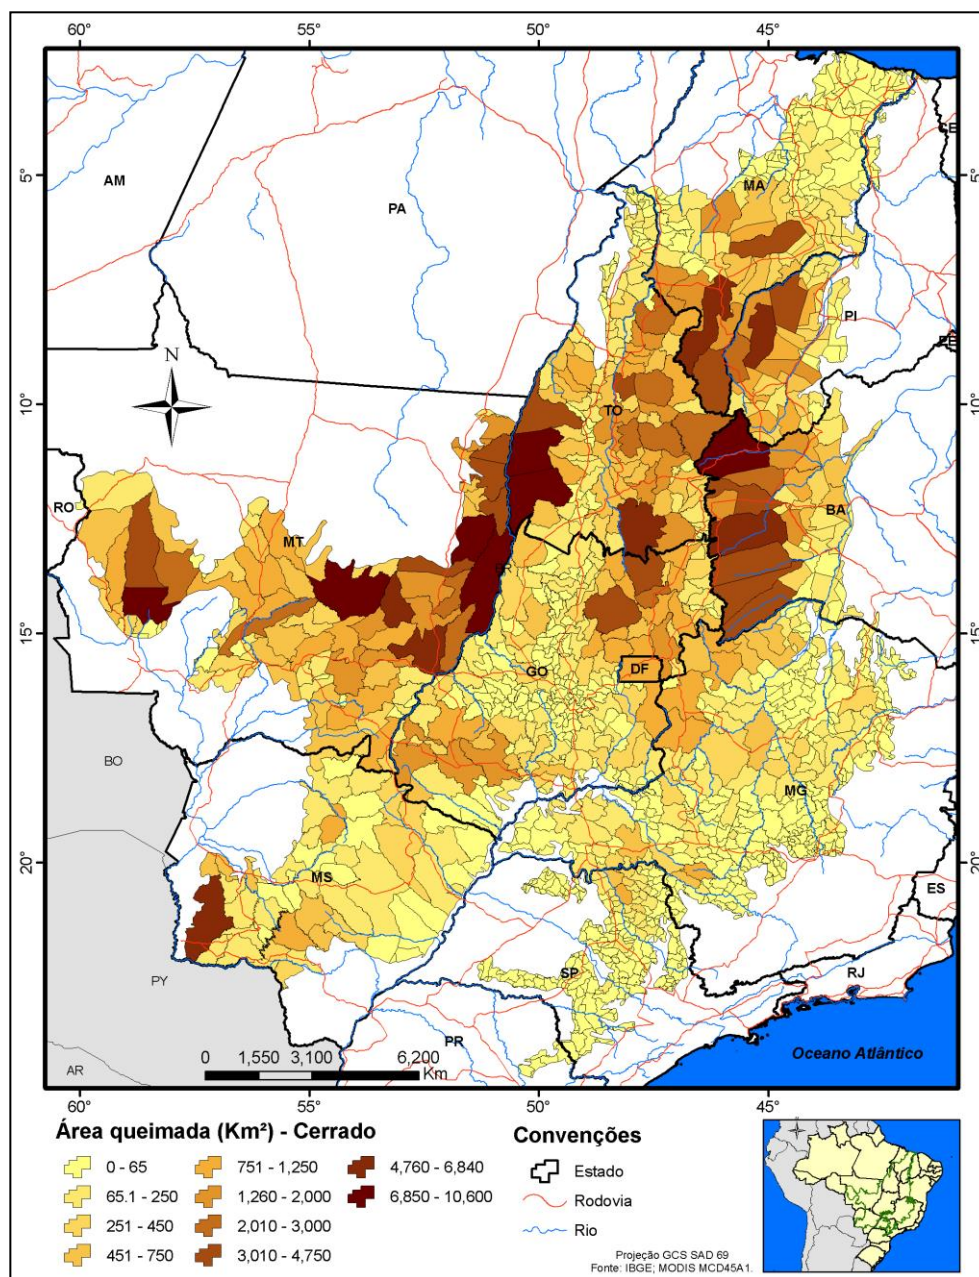 60° 55° 50° 45°
5° 5°
10° 10°
15° 15°
20° 20°
AM
PA
MA
CE
PI
PE
N
TO
RO
MT
BA
GO
DF
BO
MG
MS
ES
PY
SP
RJ
PR
AR
Oceano Atlântico
0 1,550 3,100 6,200
Km
60° 55° 50° 45°
Área queimada (Km²) - Cerrado
0 - 65
65.1 - 250
251 - 450
451 - 750
751 - 1,250
1,260 - 2,000
2,010 - 3,000
3,010 - 4,750
4,760 - 6,840
6,850 - 10,600
Convenções
Estado
Rodovia
Rio
Projeção GCS SAD 69
Fonte: IBGE; MODIS MCD45A1.